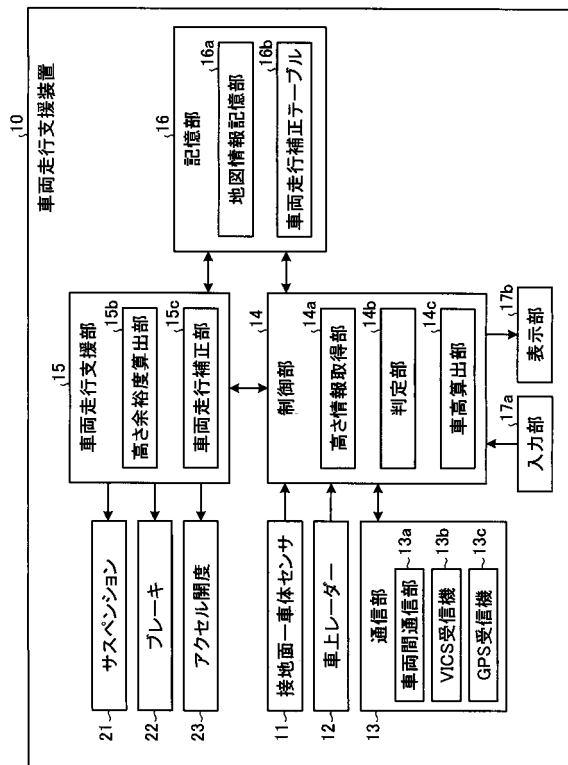 10
車両走行支援装置
15
車両走行支援部
15b
高さ余裕度算出部
15c
車両走行補正部
16
記憶部
16a
地図情報記憶部
16b
車両走行補正テーブル
21
サスペンション
22
ブレーキ
23
アクセル開度
14
制御部
14a
高さ情報取得部
14b
判定部
14c
車高算出部
11
接地面ー車体センサ
12
車上レーダー
13
通信部
13a
車両間通信部
13b
VICS受信機
13c
GPS受信機
17a
入力部
17b
表示部